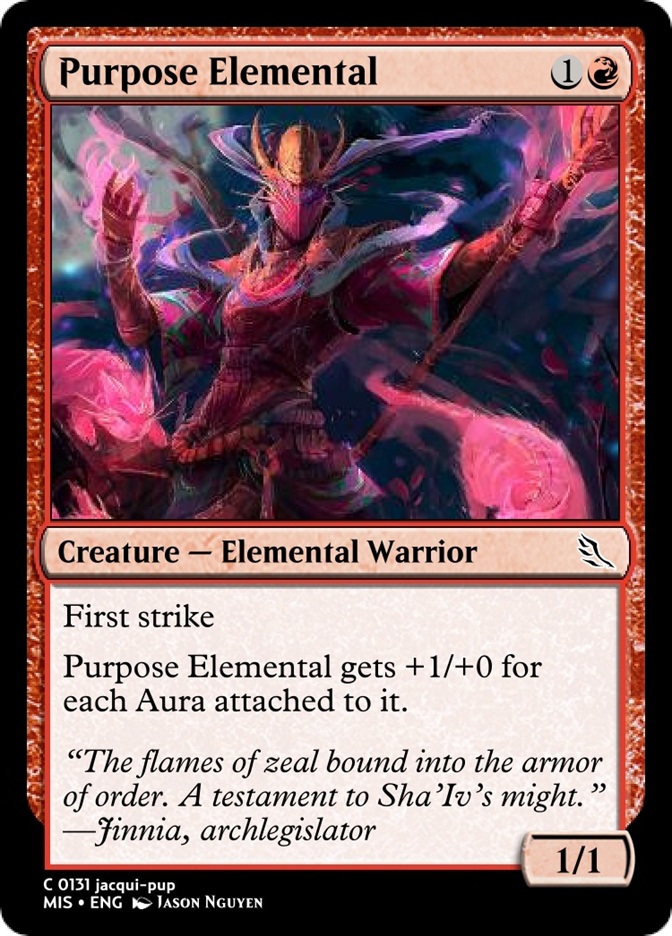 Purpose Elemental 1
Creature — Elemental Warrior
First strike
Purpose Elemental gets +1/+0 for
each Aura attached to it.
“The flames of zeal bound into the armor
of order. A testament to Sha’Iv’s might.”
—Jinnia, archlegislator
1/1
C 0131 jacqui-pup
MIS • ENG Jason Nguyen